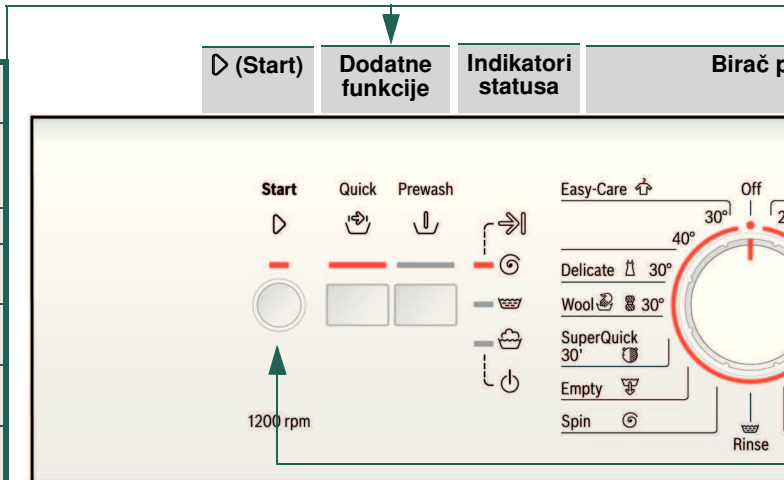 (Start)
Dodatne
funkcije
Indikatori
statusa
Birač
Start
Quick
Prewash
1200 rpm
Easy-Care
30°
40°
Delicate 30°
Wool 30°
SuperQuick
30'
Empty
Spin
Off
2
Rinse